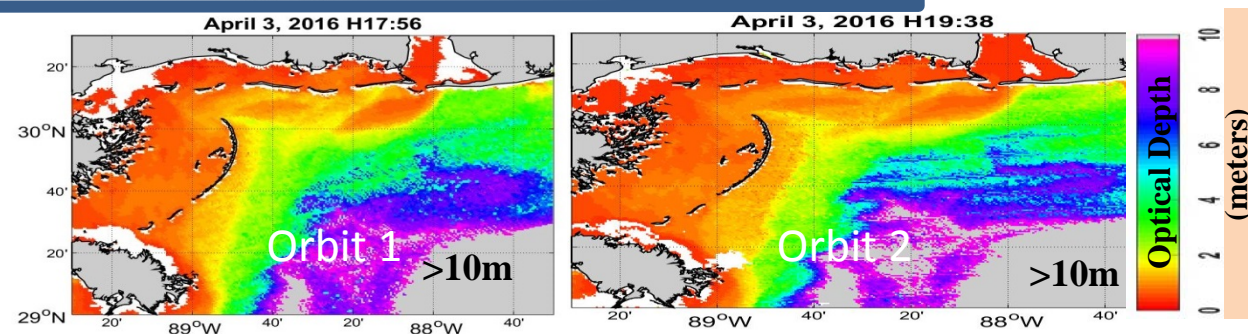 April 3, 2016 H17:56
20'
30°N
40'
20'
29°N
20'
89°W
40'
20'
88°W
40'
Orbit 1
>10m
April 3, 2016 H19:38
20'
89°W
40'
20'
88°W
40'
Orbit 2
>10m
Optical Depth
10
8
6
4
2
0
(meters)